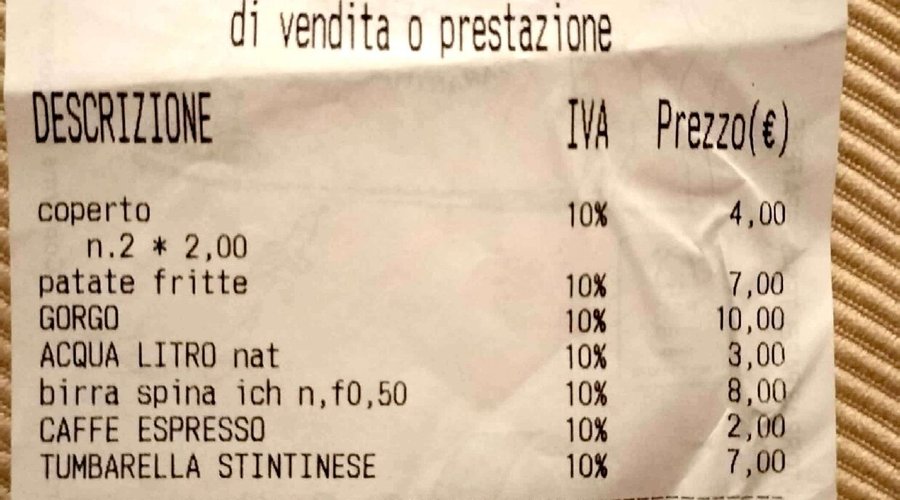 di vendita o prestazione
DESCRIZIONE IVA Prezzo(€)
coperto 10% 4,00
n.2 * 2,00
patate fritte 10% 7,00
GORGO 10% 10,00
ACQUA LITRO nat 10% 3,00
birra spina ich n,f0,50 10% 8,00
CAFFE ESPRESSO 10% 2,00
TUMBARELLA STINTINESE 10% 7,00